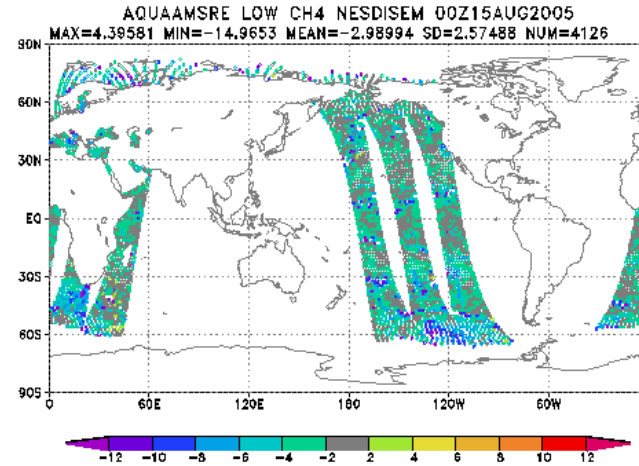 AQUAAMSRE LOW CH4 NESDISEM 00Z15AUG2005
MAX=4.39581 MIN=-14.9653 MEAN=-2.98994 SD=2.57488 NUM=4126
90N
60N
30N
EQ
30S
60S
90S
0 60E 120E 180 120W 60W
-12 -10 -8 -6 -4 -2 2 4 6 8 10 12